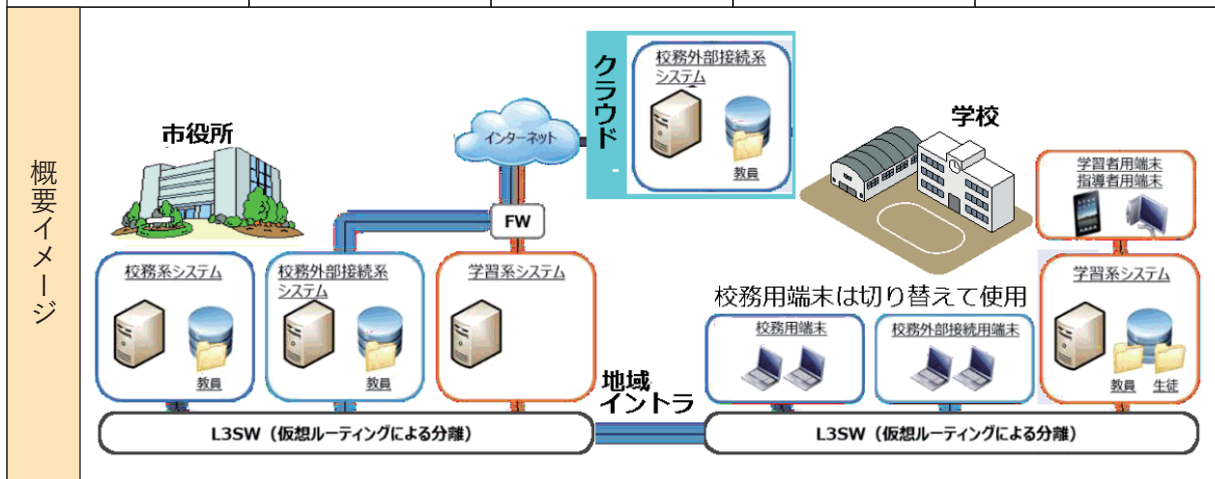 概要イメージ
市役所
インターネット
クラウド
校務外部接続系
システム
教員
学校
学習者用端末
指導者用端末
FW
校務系システム
教員
校務外部接続系
システム
教員
学習系システム
校務用端末は切り替えて使用
校務用端末
校務外部接続用端末
学習系システム
教員
生徒
地域
イントラ
L3SW（仮想ルーティングによる分離）
L3SW（仮想ルーティングによる分離）